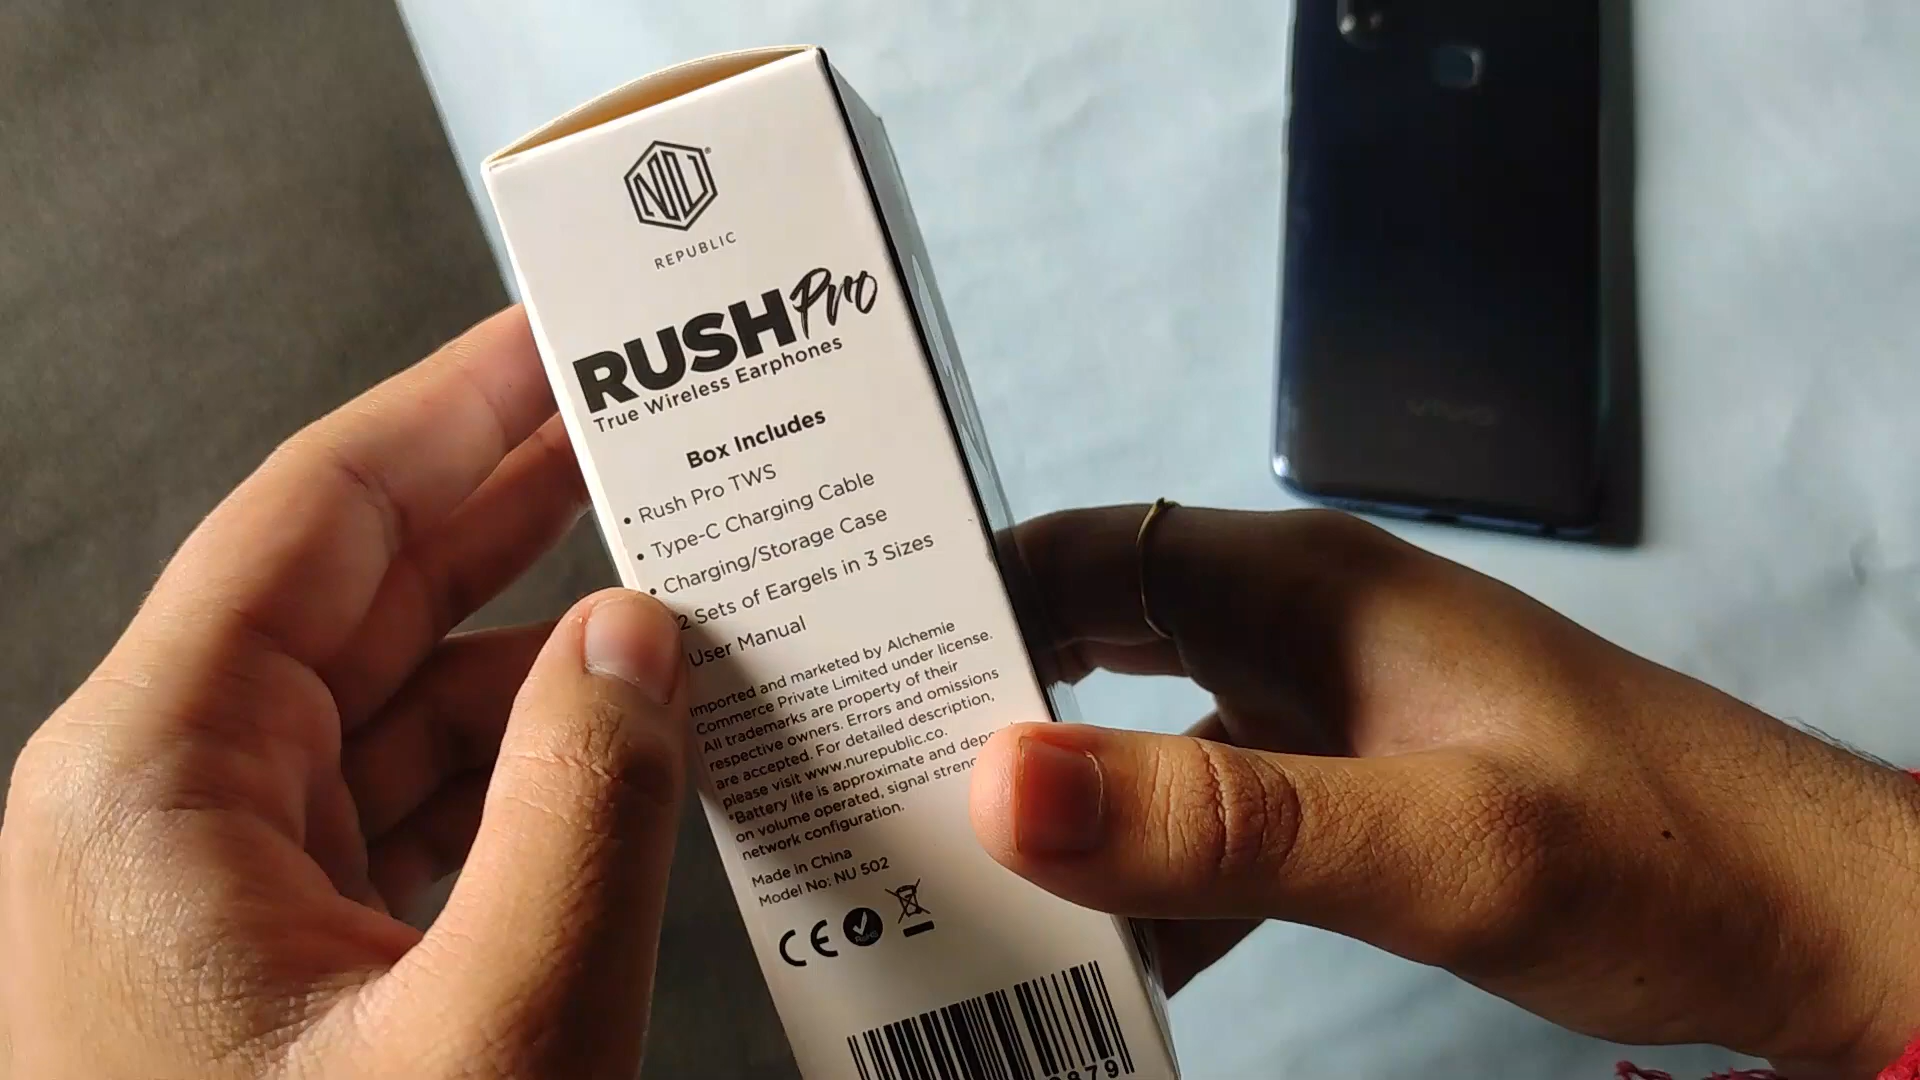 NU
REPUBLIC
RUSH Pro
True Wireless Earphones
Box Includes
• Rush Pro TWS
• Type-C Charging Cable
• Charging/Storage Case
2 Sets of Eargels in 3 Sizes
User Manual
Imported and marketed by Alchemie
Commerce Private Limited under license.
All trademarks are property of their
respective owners. Errors and omissions
are accepted. For detailed description,
please visit www.nurepublic.co.
*Battery life is approximate and
on volume operated, signal
network configuration.
Made in China
Model No: NU 502
CE
RoHS
879
vivo